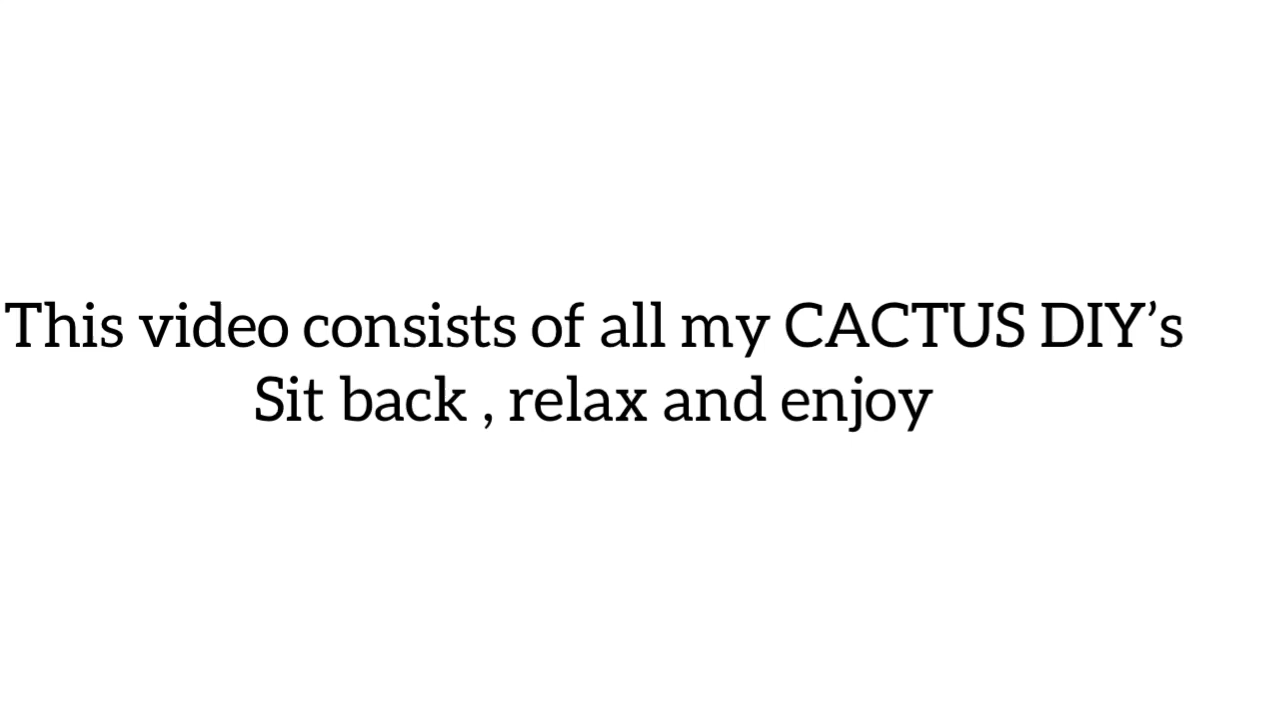 This video consists of all my CACTUS DIY’s
Sit back , relax and enjoy